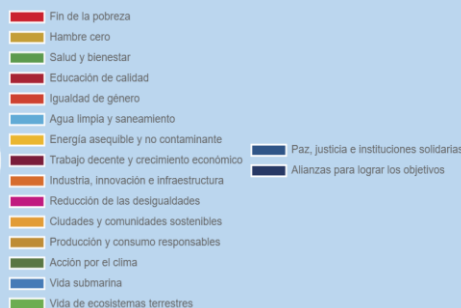 Fin de la pobreza
Hambre cero
Salud y bienestar
Educación de calidad
Igualdad de género
Agua limpia y saneamiento
Energía asequible y no contaminante
Trabajo decente y crecimiento económico
Industria, innovación e infraestructura
Reducción de las desigualdades
Ciudades y comunidades sostenibles
Producción y consumo responsables
Acción por el clima
Vida submarina
Vida de ecosistemas terrestres
Paz, justicia e instituciones solidarias
Alianzas para lograr los objetivos